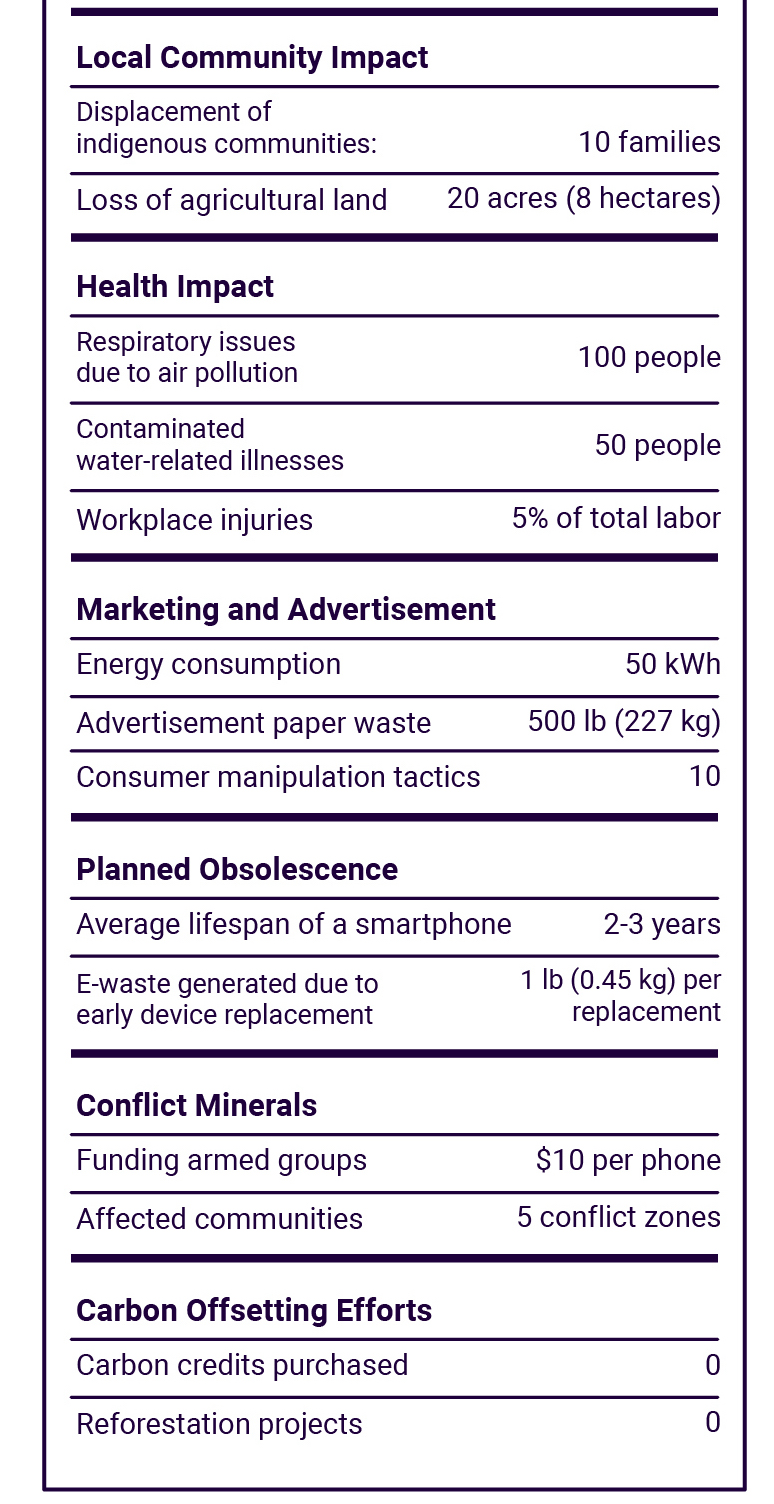 Local Community Impact
Displacement of
indigenous communities:
10 families
Loss of agricultural land
20 acres (8 hectares)
Health Impact
Respiratory issues
due to air pollution
100 people
Contaminated
water-related illnesses
50 people
Workplace injuries
5% of total labor
Marketing and Advertisement
Energy consumption
50 kWh
Advertisement paper waste
500 lb (227 kg)
Consumer manipulation tactics
10
Planned Obsolescence
Average lifespan of a smartphone
2-3 years
E-waste generated due to
early device replacement
1 lb (0.45 kg) per
replacement
Conflict Minerals
Funding armed groups
$10 per phone
Affected communities
5 conflict zones
Carbon Offsetting Efforts
Carbon credits purchased
0
Reforestation projects
0